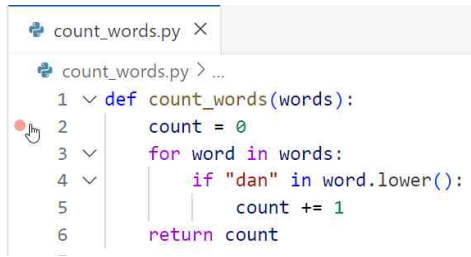 count_words.py ×
count_words.py > ...
1 def count_words(words):
2     count = 0
3     for word in words:
4         if "dan" in word.lower():
5             count += 1
6     return count